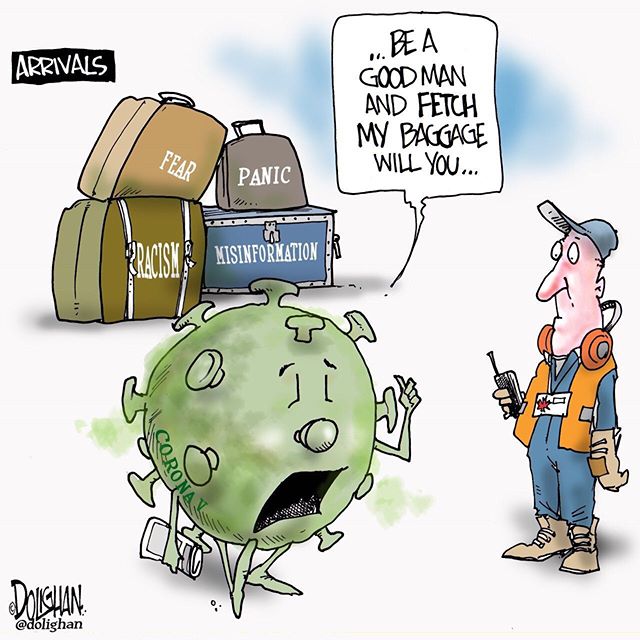 ARRIVALS
... BE A
GOOD MAN
AND FETCH
MY BAGGAGE
WILL YOU...
FEAR
PANIC
RACISM
MISINFORMATION
CORONA V
©DOLIGHAN.
@dolighan